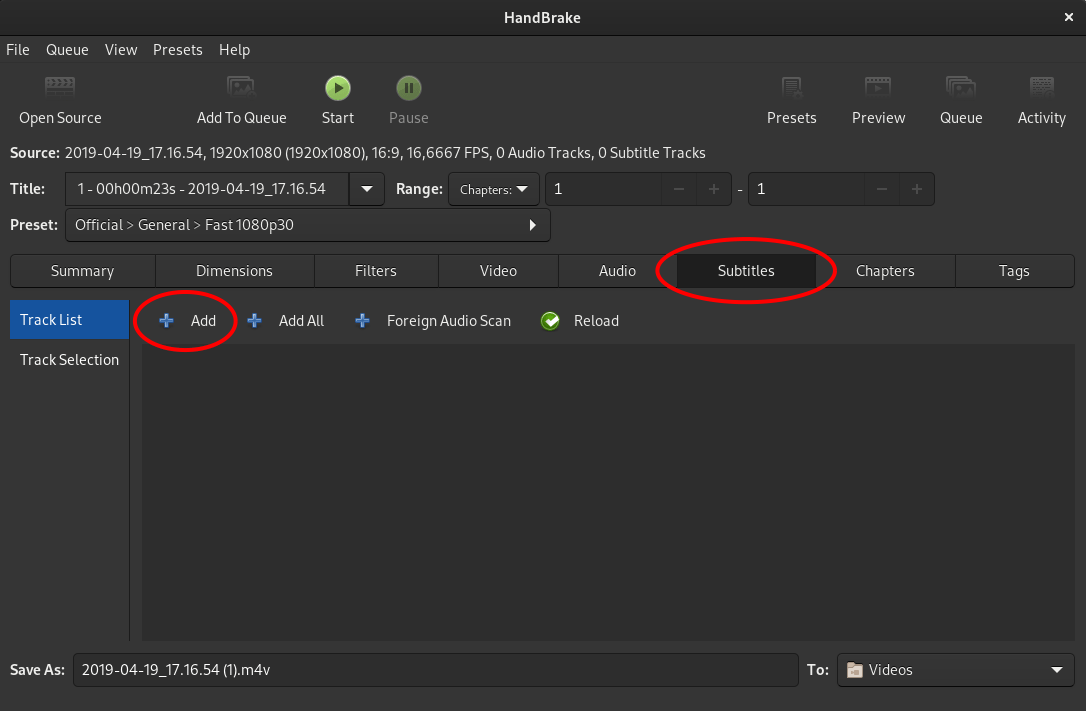 HandBrake
File Queue View Presets Help
Open Source Add To Queue Start Pause Presets Preview Queue Activity
Source: 2019-04-19_17.16.54, 1920x1080 (1920x1080), 16:9, 16,6667 FPS, 0 Audio Tracks, 0 Subtitle Tracks
Title: 1 - 00h00m23s - 2019-04-19_17.16.54 Range: Chapters: 1 - 1
Preset: Official > General > Fast 1080p30
Summary Dimensions Filters Video Audio Subtitles Chapters Tags
Track List Add Add All Foreign Audio Scan Reload
Track Selection
Save As: 2019-04-19_17.16.54 (1).m4v To: Videos